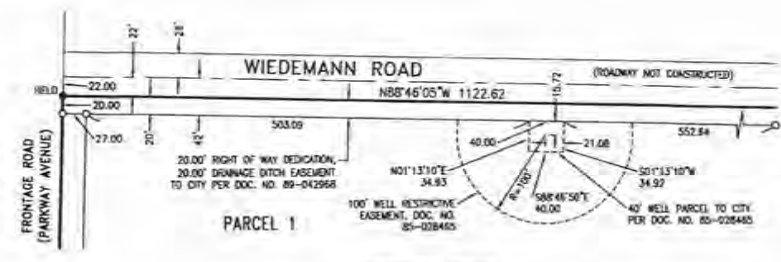 22'
28'
WIEDEMANN ROAD
(ROADWAY NOT CONSTRUCTED)
22.00
HELD
N88°46'05"W 1122.62
15.72
20.00
27.00
20'
42'
503.09
40.00
21.08
552.84
20.00' RIGHT OF WAY DEDICATION,
20.00' DRAINAGE DITCH EASEMENT
TO CITY PER DOC. NO. 89-042966
N01°13'10"E
34.93
R=100'
S88°46'50"E
40.00
S01°13'10"W
34.92
100' WELL RESTRICTIVE
EASEMENT, DOC. NO.
85-028465
40' WELL PARCEL TO CITY
PER DOC. NO. 85-028465
PARCEL 1
FRONTAGE ROAD
(PARKWAY AVENUE)